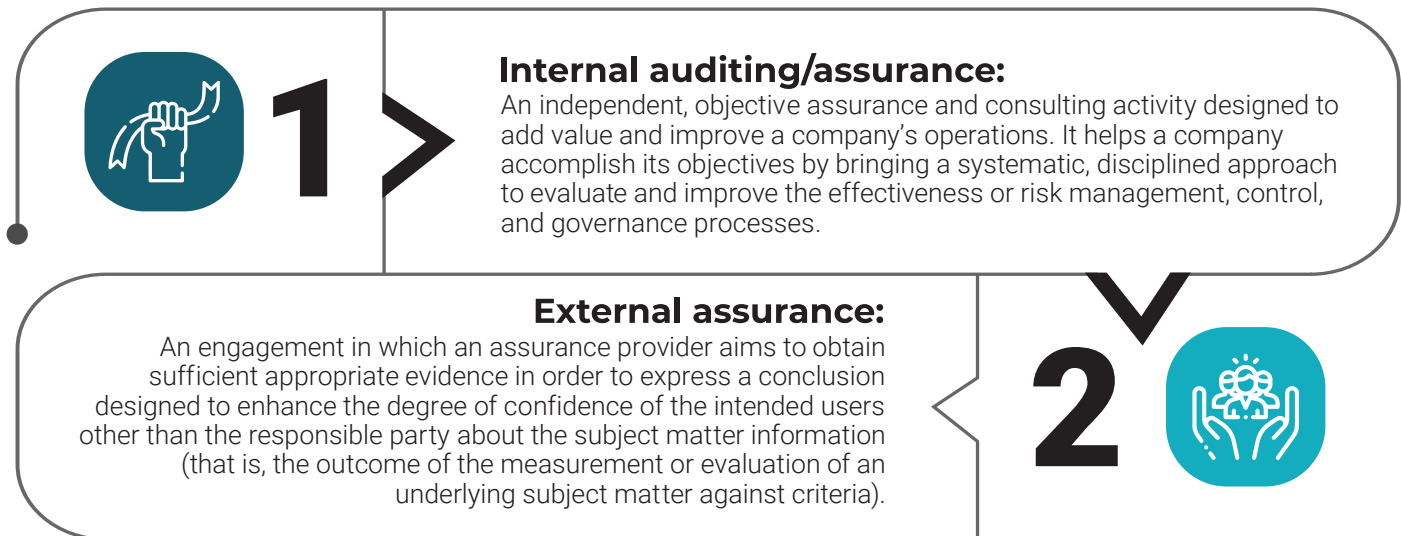 1
Internal auditing/assurance:
An independent, objective assurance and consulting activity designed to
add value and improve a company’s operations. It helps a company
accomplish its objectives by bringing a systematic, disciplined approach
to evaluate and improve the effectiveness or risk management, control,
and governance processes.
External assurance:
An engagement in which an assurance provider aims to obtain
sufficient appropriate evidence in order to express a conclusion
designed to enhance the degree of confidence of the intended users
other than the responsible party about the subject matter information
(that is, the outcome of the measurement or evaluation of an
underlying subject matter against criteria).
2